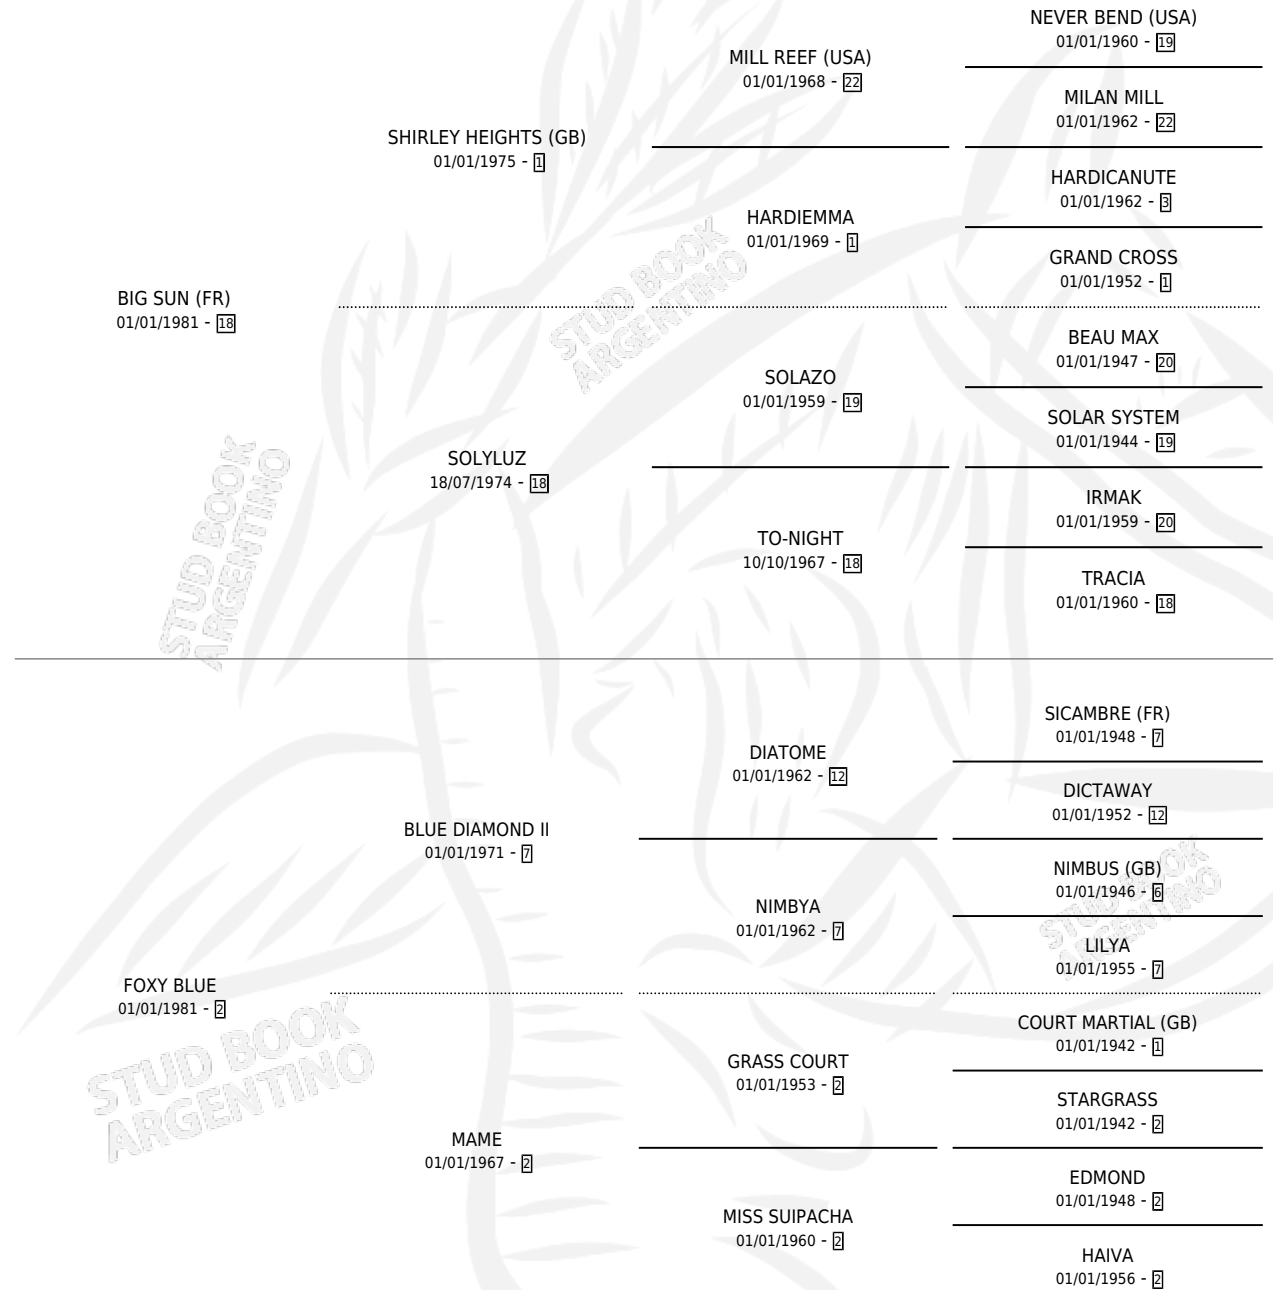 NEVER BEND (USA)
01/01/1960 - 19
MILL REEF (USA)
01/01/1968 - 22
MILAN MILL
01/01/1962 - 22
SHIRLEY HEIGHTS (GB)
01/01/1975 - 1
HARDICANUTE
01/01/1962 - 3
HARDIEMMA
01/01/1969 - 1
GRAND CROSS
01/01/1952 - 1
BIG SUN (FR)
01/01/1981 - 18
BEAU MAX
01/01/1947 - 20
SOLAZO
01/01/1959 - 19
SOLAR SYSTEM
01/01/1944 - 19
SOLYLUZ
18/07/1974 - 18
IRMAK
01/01/1959 - 20
TO-NIGHT
10/10/1967 - 18
TRACIA
01/01/1960 - 18
STUD BOOK
ARGENTINO
STUD BOOK
ARGENTINO
SICAMBRE (FR)
01/01/1948 - 7
DIATOME
01/01/1962 - 12
DICTAWAY
01/01/1952 - 12
BLUE DIAMOND II
01/01/1971 - 7
NIMBUS (GB)
01/01/1946 - 6
NIMBYA
01/01/1962 - 7
LILYA
01/01/1955 - 7
FOXY BLUE
01/01/1981 - 2
COURT MARTIAL (GB)
01/01/1942 - 1
GRASS COURT
01/01/1953 - 2
STARGRASS
01/01/1942 - 2
MAME
01/01/1967 - 2
EDMOND
01/01/1948 - 2
MISS SUIPACHA
01/01/1960 - 2
HAIVA
01/01/1956 - 2
STUD BOOK
ARGENTINO
STUD BOOK
ARGENTINO